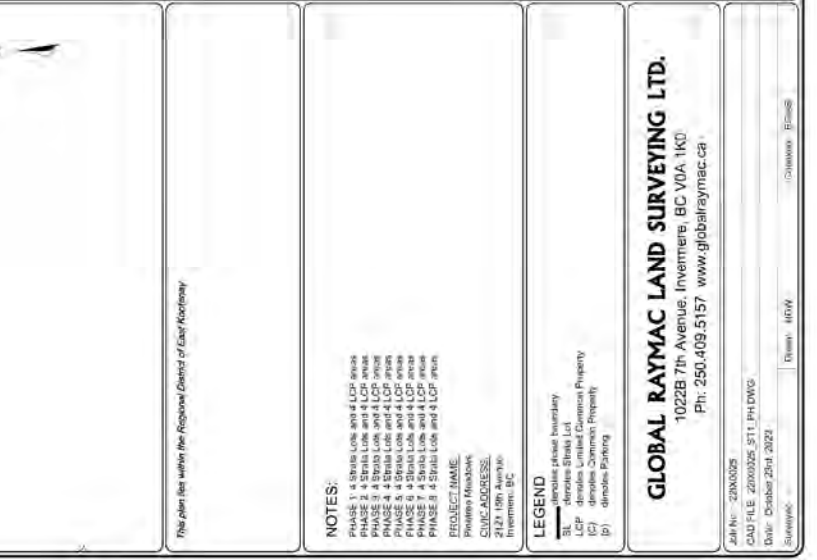 This plan lies within the Regional District of East Kootenay
NOTES:
PHASE 1: 4 Strata Lots and 4 LCP areas
PHASE 2: 4 Strata Lots and 4 LCP areas
PHASE 3: 4 Strata Lots and 4 LCP areas
PHASE 4: 4 Strata Lots and 4 LCP areas
PHASE 5: 4 Strata Lots and 4 LCP areas
PHASE 6: 4 Strata Lots and 4 LCP areas
PHASE 7: 4 Strata Lots and 4 LCP areas
PHASE 8: 4 Strata Lots and 4 LCP areas
PROJECT NAME:
Pinetree Meadows
CIVIC ADDRESS:
2121 15th Avenue
Invermere, BC
LEGEND
denotes phase boundary
SL denotes Strata Lot
LCP denotes Limited Common Property
(C) denotes Common Property
(p) denotes Parking
GLOBAL RAYMAC LAND SURVEYING LTD.
1022B 7th Avenue, Invermere, BC V0A 1K0
Ph: 250.409.5157 www.globalraymac.ca
Job No: 22IX0025
CAD FILE: 22IX0025_ST1_PH.DWG
Date: October 23rd, 2023
Surveyed: Drawn: Checked: